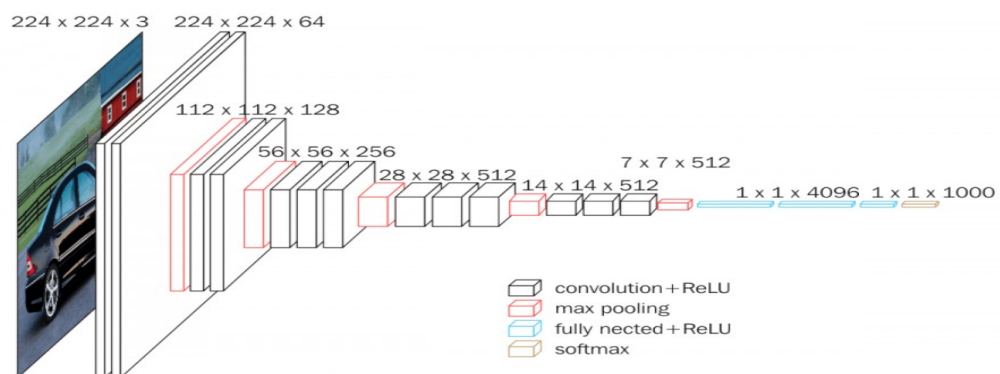 224 x 224 x 3
224 x 224 x 64
112 x 112 x 128
56 x 56 x 256
28 x 28 x 512
14 x 14 x 512
7 x 7 x 512
1 x 1 x 4096
1 x 1 x 1000
convolution+ReLU
max pooling
fully nected+ReLU
softmax